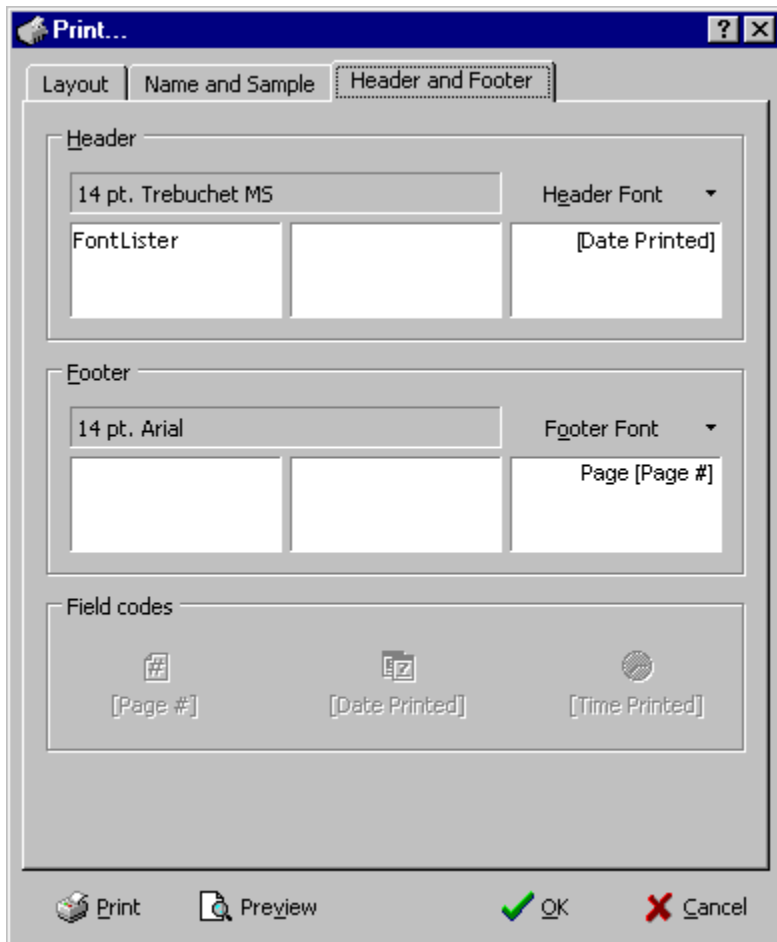 Print...
Layout Name and Sample Header and Footer
Header
14 pt. Trebuchet MS Header Font
FontLister [Date Printed]
Footer
14 pt. Arial Footer Font
Page [Page #]
Field codes
[Page #] [Date Printed] [Time Printed]
Print Preview OK Cancel